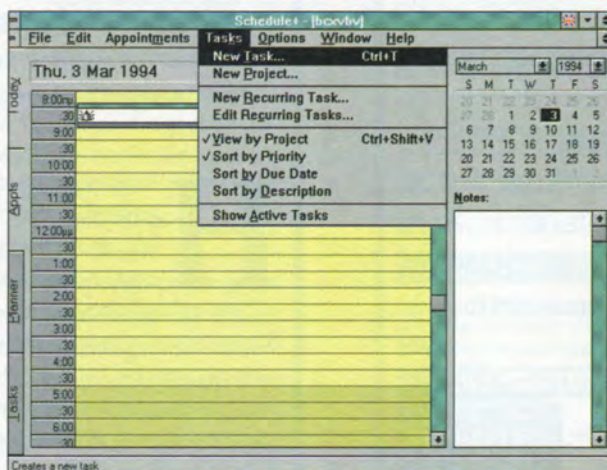 Schedule+ - [bcxvbv]
File Edit Appointments Tasks Options Window Help
New Task... Ctrl+T
New Project...
New Recurring Task...
Edit Recurring Tasks...
√View by Project Ctrl+Shift+V
√Sort by Priority
Sort by Due Date
Sort by Description
Show Active Tasks
Today
Appts
Planner
Tasks
Thu, 3 Mar 1994
8:00πμ
:30
9:00
:30
10:00
:30
11:00
:30
12:00μμ
:30
1:00
:30
2:00
:30
3:00
:30
4:00
:30
5:00
:30
6:00
:30
March 1994
S M T W T F S
20 21 22 23 24 25 26
27 28 1 2 3 4 5
6 7 8 9 10 11 12
13 14 15 16 17 18 19
20 21 22 23 24 25 26
27 28 29 30 31 1 2
Notes:
Creates a new task